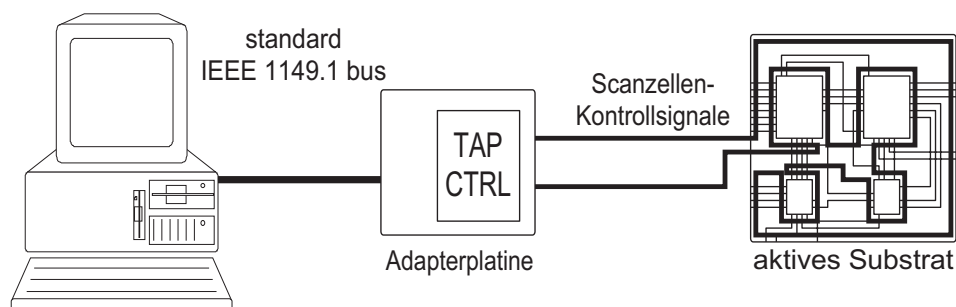 standard
IEEE 1149.1 bus
TAP
CTRL
Adapterplatine
Scanzellen-
Kontrollsignale
aktives Substrat